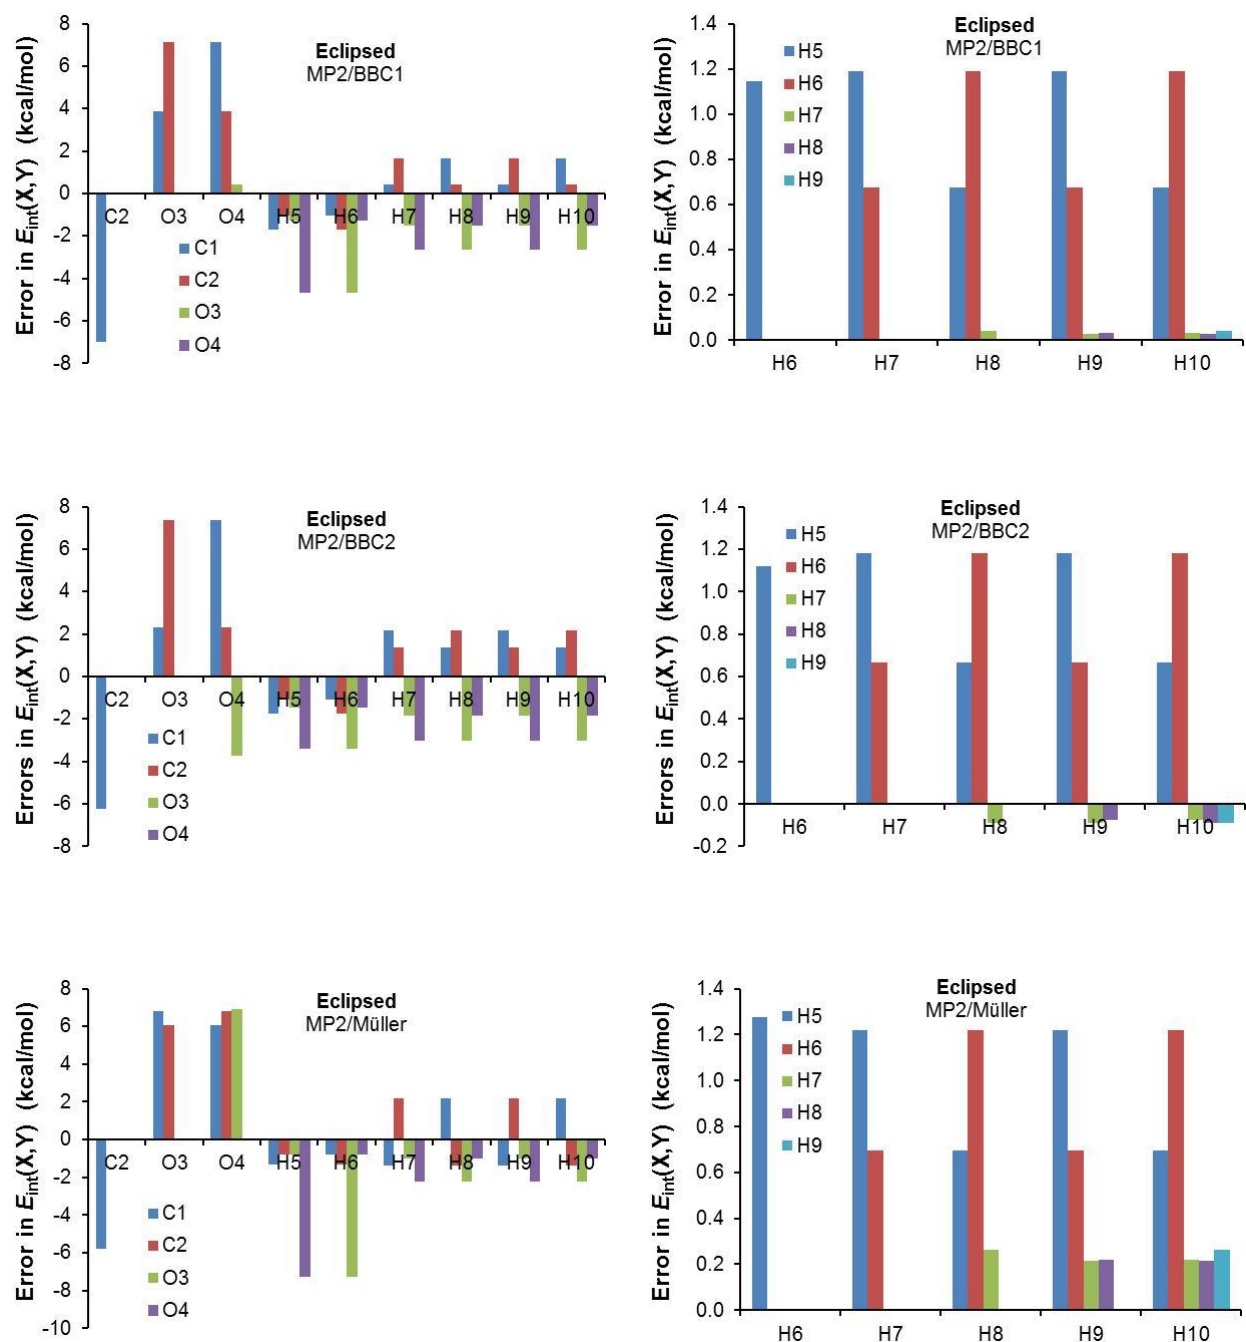 Error in Eint(X,Y) (kcal/mol)
8
6
4
2
0
-2
-4
-6
-8
Eclipsed
MP2/BBC1
C2 O3 O4 H5 H6 H7 H8 H9 H10
C1
C2
O3
O4
Error in Eint(X,Y) (kcal/mol)
1.4
1.2
1.0
0.8
0.6
0.4
0.2
0.0
Eclipsed
MP2/BBC1
H5
H6
H7
H8
H9
H6 H7 H8 H9 H10
Errors in Eint(X,Y) (kcal/mol)
8
6
4
2
0
-2
-4
-6
-8
Eclipsed
MP2/BBC2
C2 O3 O4 H5 H6 H7 H8 H9 H10
C1
C2
O3
O4
Errors in Eint(X,Y) (kcal/mol)
1.4
1.2
1.0
0.8
0.6
0.4
0.2
0.0
-0.2
Eclipsed
MP2/BBC2
H5
H6
H7
H8
H9
H6 H7 H8 H9 H10
Error in Eint(X,Y) (kcal/mol)
8
6
4
2
0
-2
-4
-6
-8
-10
Eclipsed
MP2/Müller
C2 O3 O4 H5 H6 H7 H8 H9 H10
C1
C2
O3
O4
Error in Eint(X,Y) (kcal/mol)
1.4
1.2
1.0
0.8
0.6
0.4
0.2
0.0
Eclipsed
MP2/Müller
H5
H6
H7
H8
H9
H6 H7 H8 H9 H10